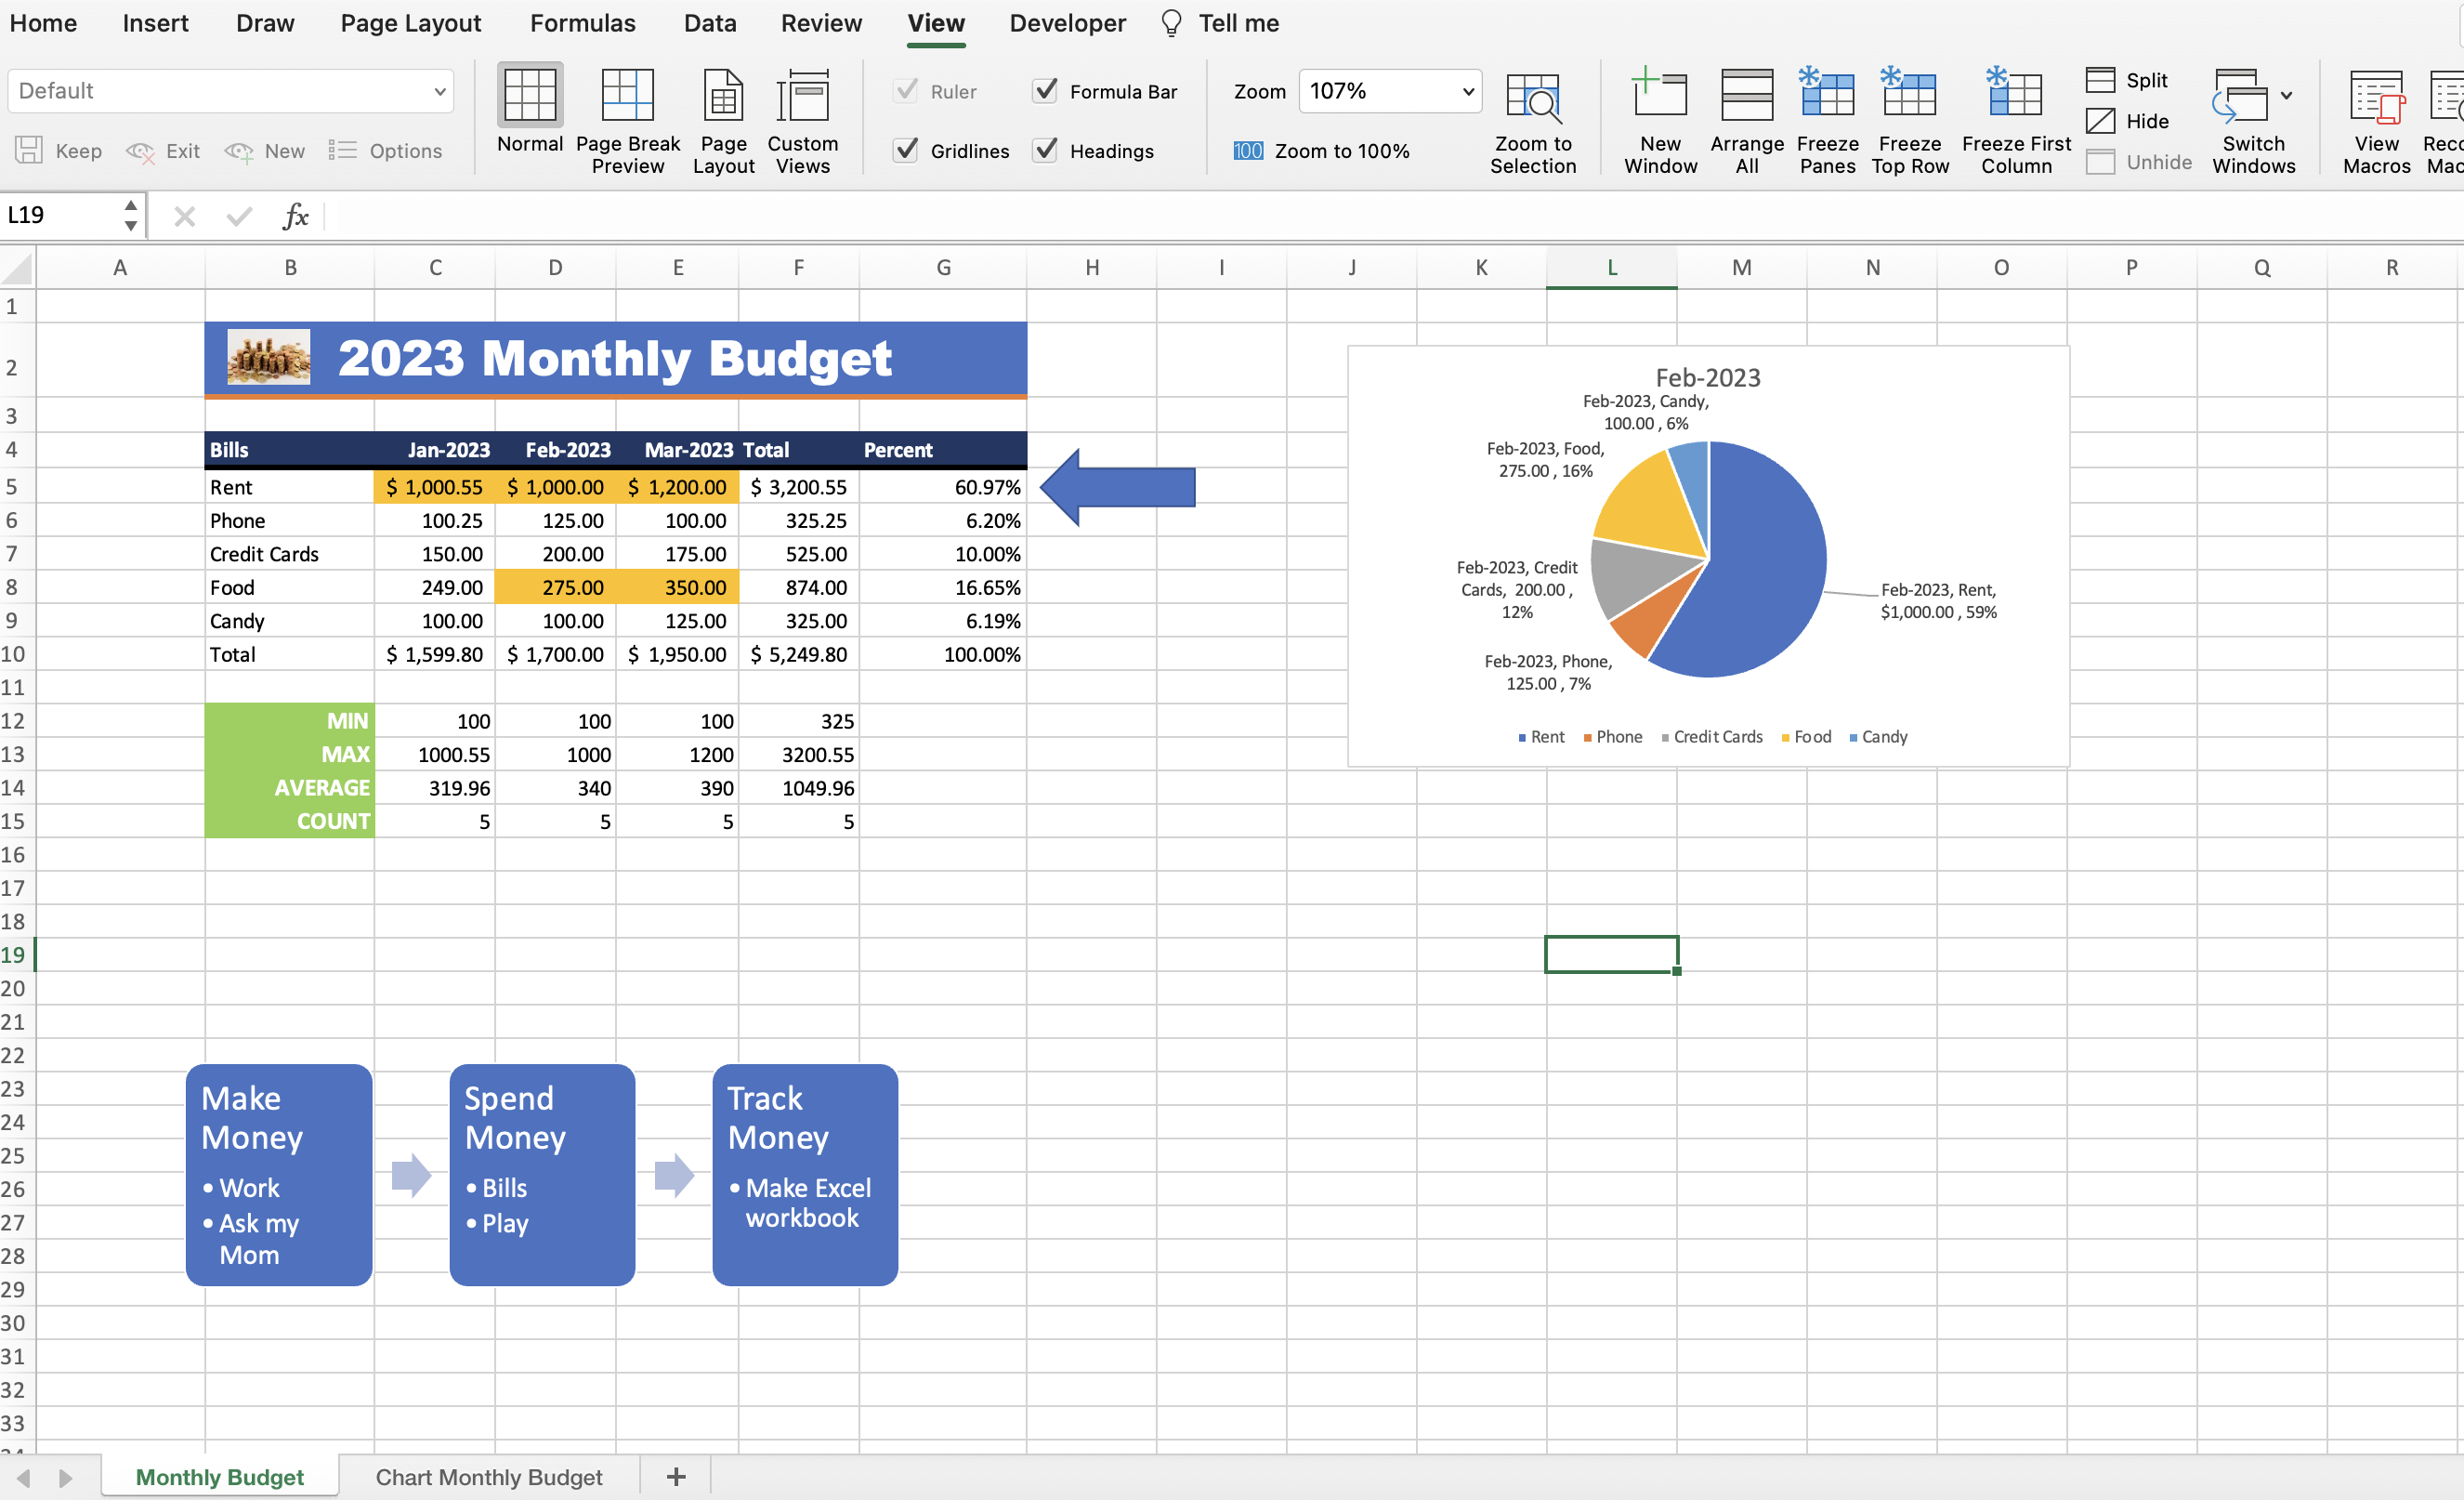 Home Insert Draw Page Layout Formulas Data Review View Developer Tell me
Default
Keep Exit New Options
Normal Page Break Preview Page Layout Custom Views
Ruler Formula Bar
Gridlines Headings
Zoom 107%
100 Zoom to 100%
Zoom to Selection
New Window Arrange All Freeze Panes Freeze Top Row Freeze First Column
Split
Hide
Unhide
Switch Windows
View Macros
L19 fx
A B C D E F G H I J K L M N O P Q R
1
2 2023 Monthly Budget
3
4 Bills Jan-2023 Feb-2023 Mar-2023 Total Percent
5 Rent $ 1,000.55 $ 1,000.00 $ 1,200.00 $ 3,200.55 60.97%
6 Phone 100.25 125.00 100.00 325.25 6.20%
7 Credit Cards 150.00 200.00 175.00 525.00 10.00%
8 Food 249.00 275.00 350.00 874.00 16.65%
9 Candy 100.00 100.00 125.00 325.00 6.19%
10 Total $ 1,599.80 $ 1,700.00 $ 1,950.00 $ 5,249.80 100.00%
11
12 MIN 100 100 100 325
13 MAX 1000.55 1000 1200 3200.55
14 AVERAGE 319.96 340 390 1049.96
15 COUNT 5 5 5 5
16
17
18
19
20
21
22
23
24
25
26
27
28
29
30
31
32
33
Feb-2023
Feb-2023, Candy,
100.00 , 6%
Feb-2023, Food,
275.00 , 16%
Feb-2023, Credit
Cards, 200.00 ,
12%
Feb-2023, Rent,
$1,000.00 , 59%
Feb-2023, Phone,
125.00 , 7%
Rent Phone Credit Cards Food Candy
Make
Money
• Work
• Ask my
Mom
Spend
Money
• Bills
• Play
Track
Money
• Make Excel
workbook
Monthly Budget Chart Monthly Budget +